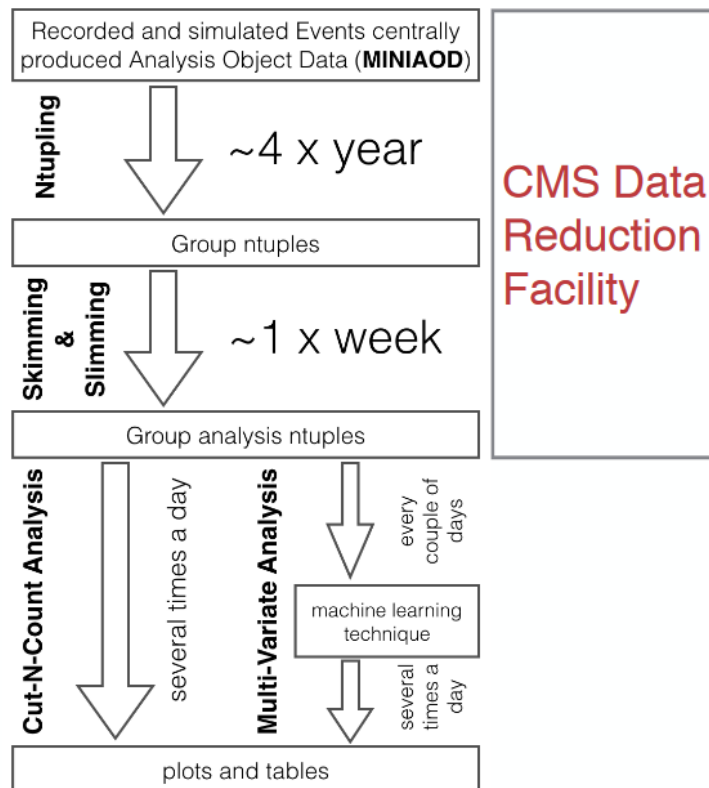 Recorded and simulated Events centrally
produced Analysis Object Data (MINIAOD)
Ntupling
~4 x year
CMS Data
Reduction
Facility
Group ntuples
Skimming
&
Slimming
~1 x week
Group analysis ntuples
Cut-N-Count Analysis
several times a day
Multi-Variate Analysis
every
couple of
days
machine learning
technique
several
times a
day
plots and tables